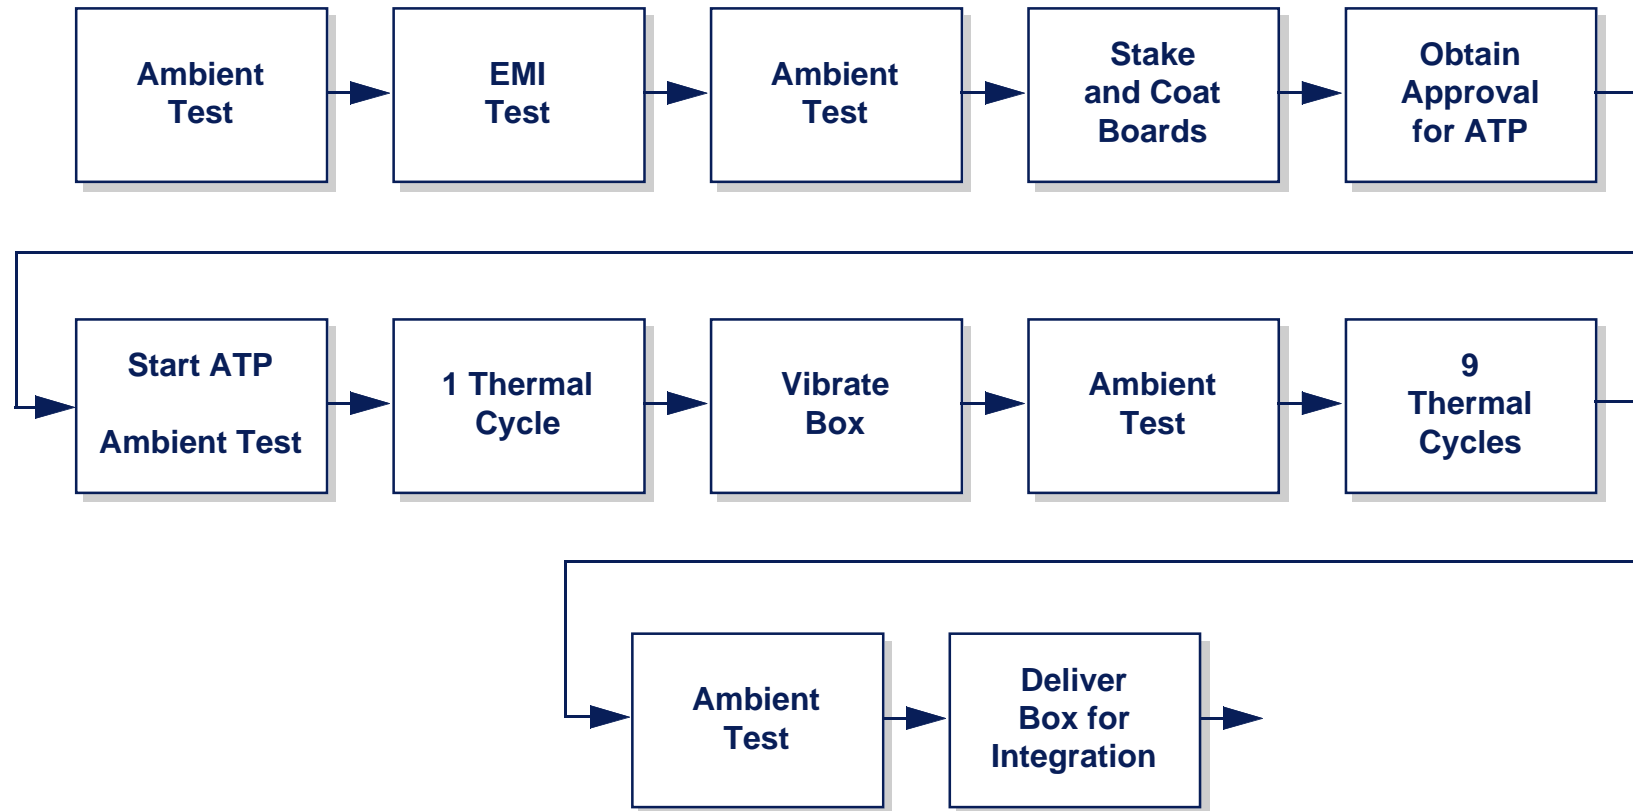 Ambient
Test
EMI
Test
Ambient
Test
Stake
and Coat
Boards
Obtain
Approval
for ATP
Start ATP
Ambient Test
1 Thermal
Cycle
Vibrate
Box
Ambient
Test
9
Thermal
Cycles
Ambient
Test
Deliver
Box for
Integration